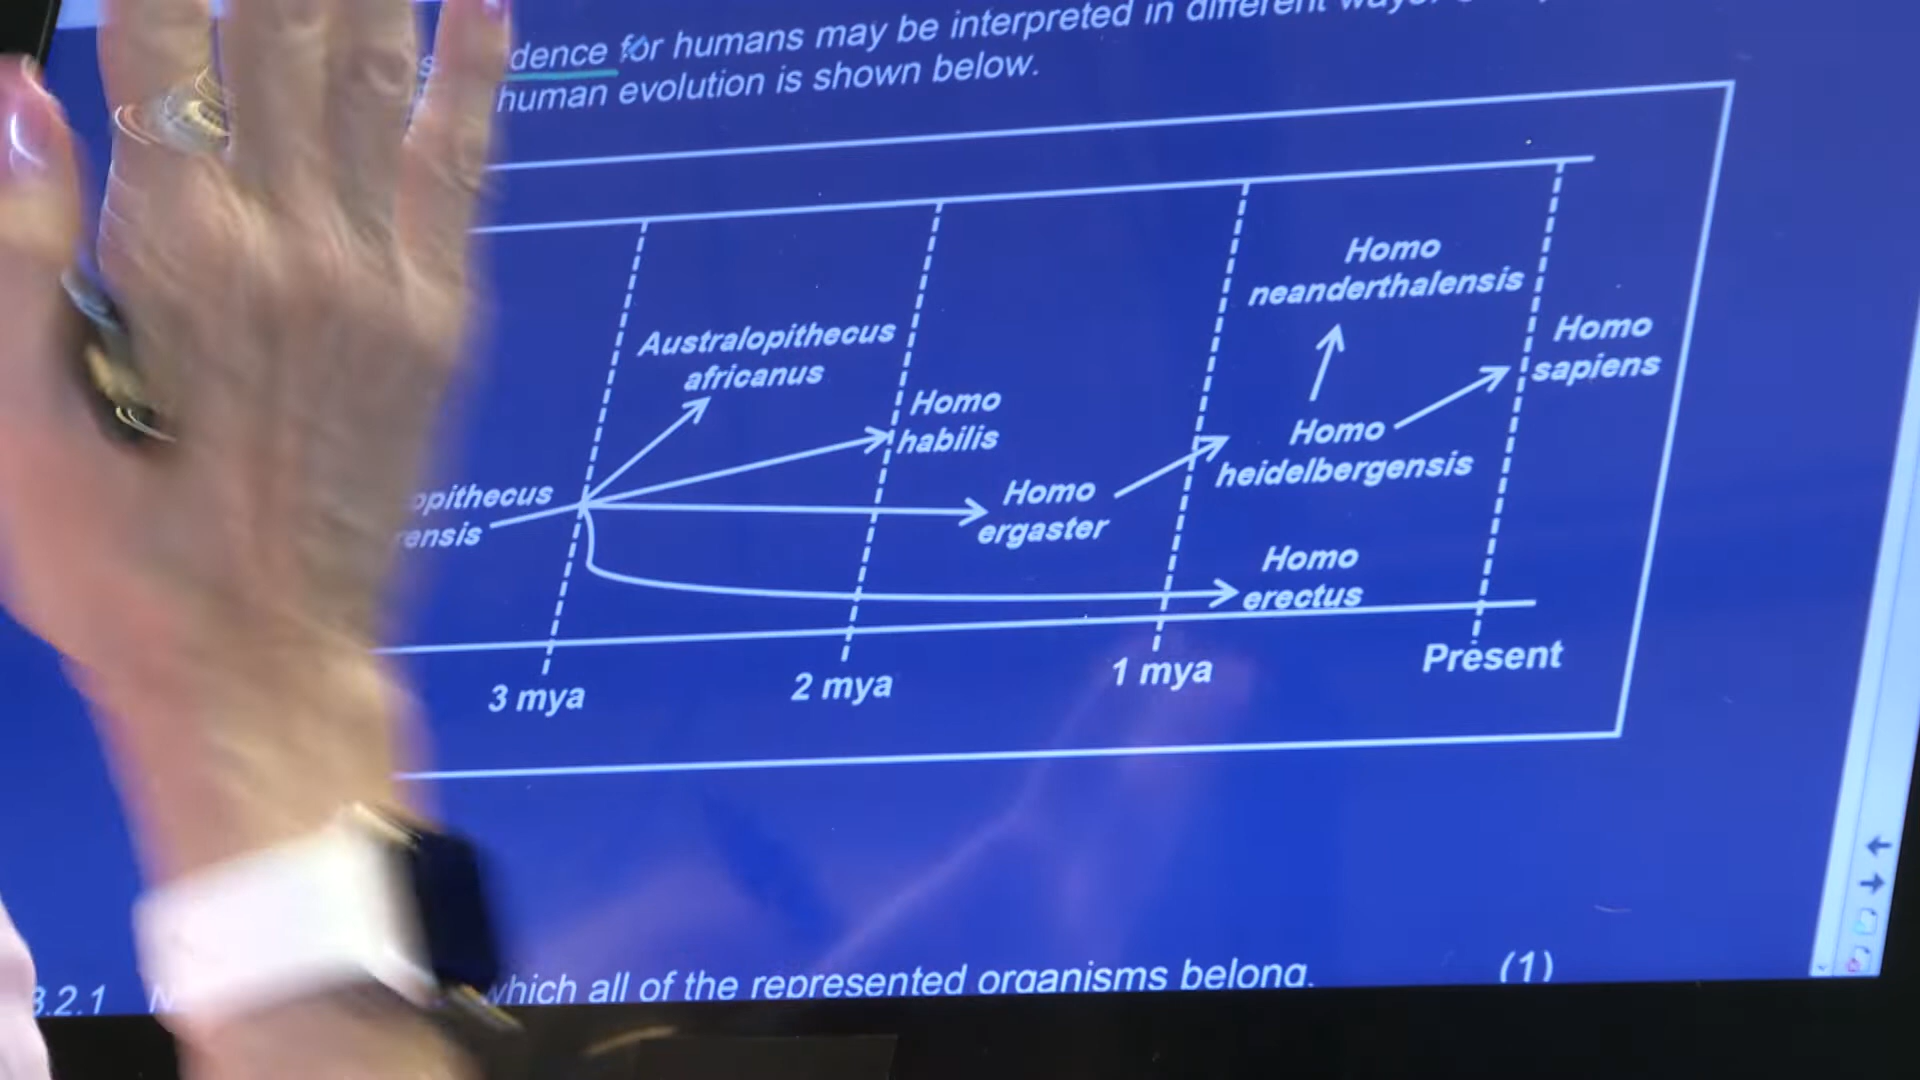 dence for humans may be interpreted in different
human evolution is shown below.
Homo
neanderthalensis
Homo
sapiens
Australopithecus
africanus
Homo
habilis
Homo
heidelbergensis
opithecus
ensis
Homo
ergaster
Homo
erectus
3 mya
2 mya
1 mya
Present
3.2.1 which all of the represented organisms belong. (1)